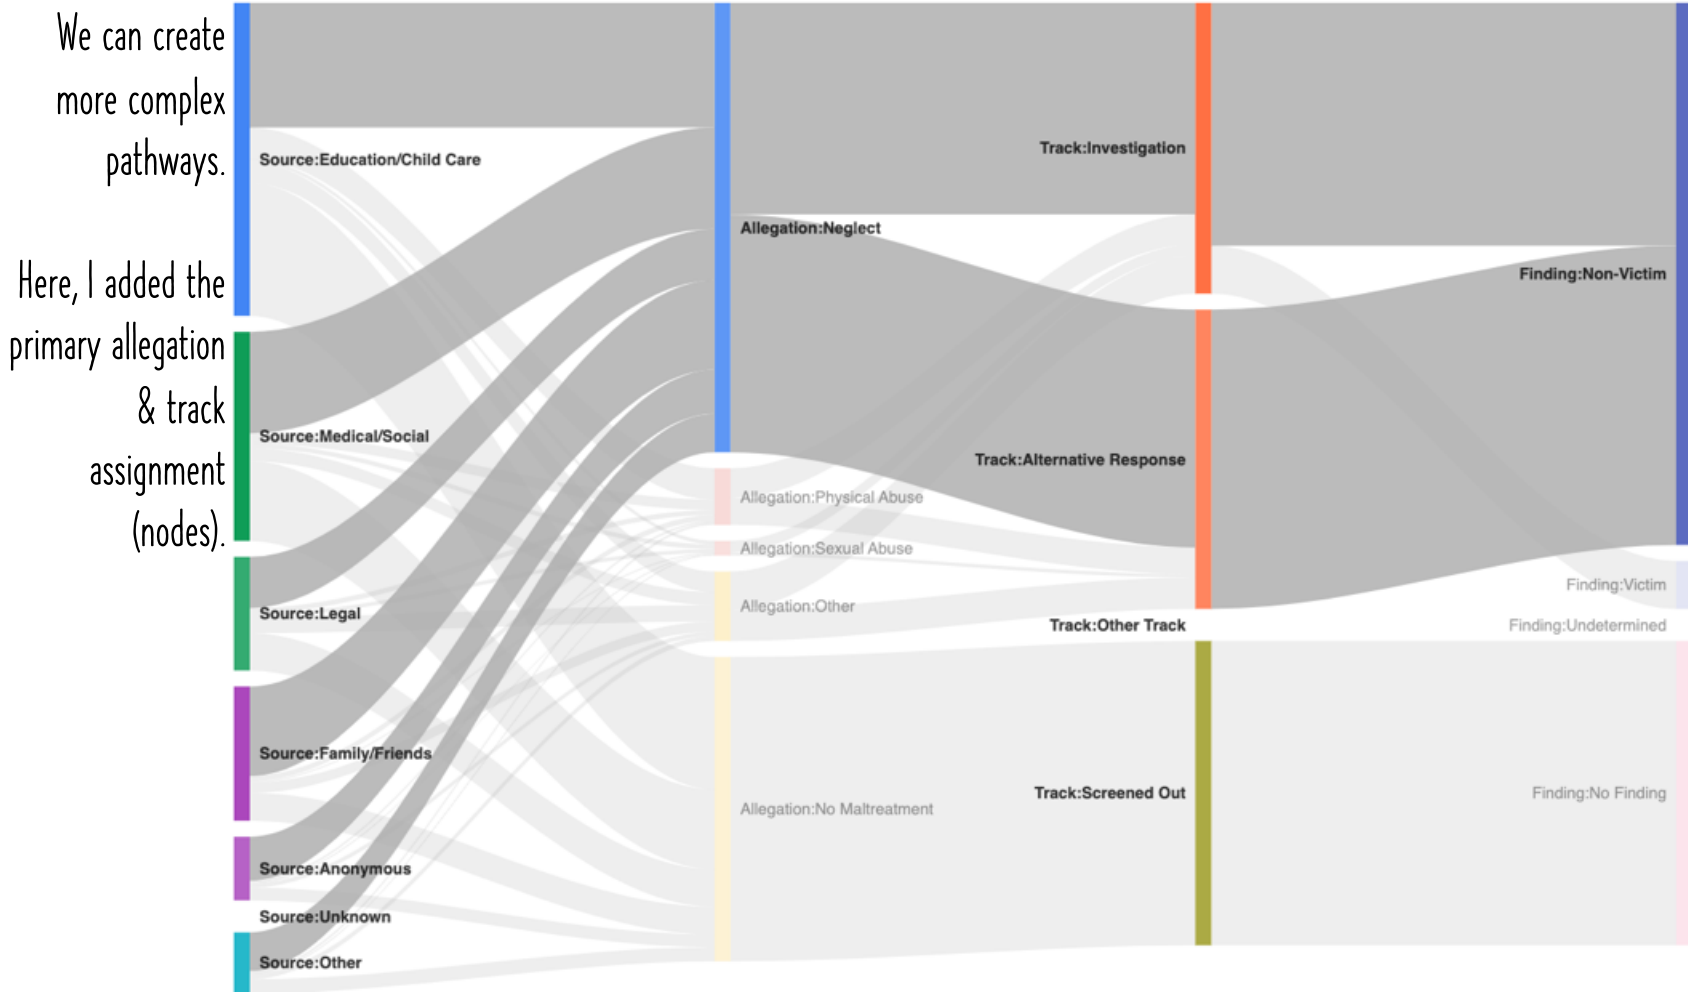 We can create
more complex
pathways.
Here, I added the
primary allegation
& track
assignment
(nodes).
Source:Education/Child Care
Source:Medical/Social
Source:Legal
Source:Family/Friends
Source:Anonymous
Source:Unknown
Source:Other
Allegation:Neglect
Allegation:Physical Abuse
Allegation:Sexual Abuse
Allegation:Other
Allegation:No Maltreatment
Track:Investigation
Track:Alternative Response
Track:Other Track
Track:Screened Out
Finding:Non-Victim
Finding:Victim
Finding:Undetermined
Finding:No Finding